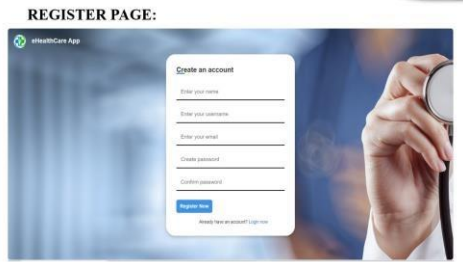 REGISTER PAGE:
eHealthCare App
Create an account
Enter your name
Enter your username
Enter your email
Create password
Confirm password
Register Now
Already have an account? Login now